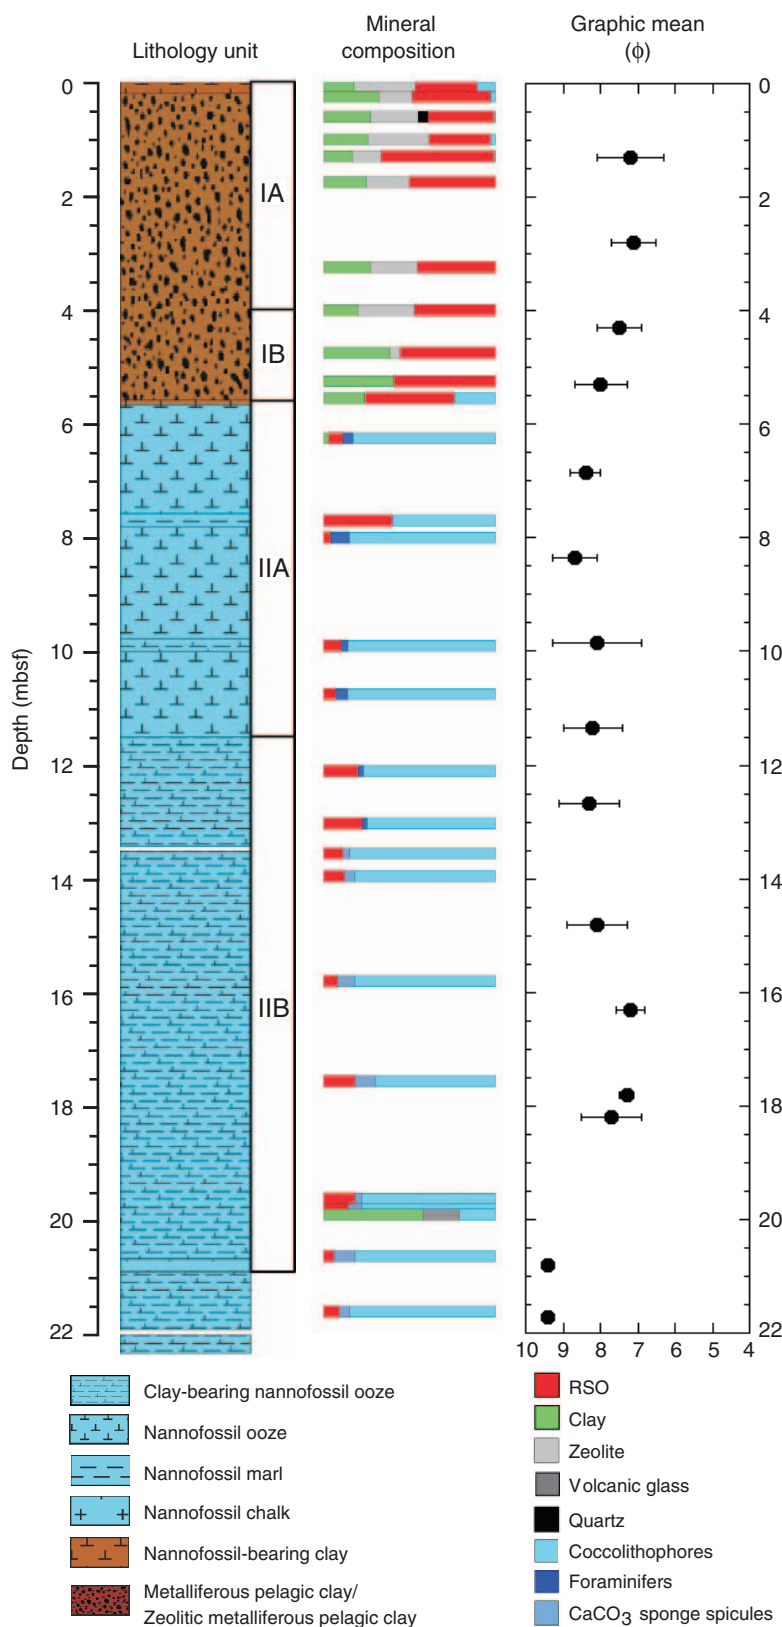 Lithology unit
Mineral
composition
Graphic mean
(ϕ)
Depth (mbsf)
0
2
4
6
8
10
12
14
16
18
20
22
IA
IB
IIA
IIB
0
2
4
6
8
10
12
14
16
18
20
22
10 9 8 7 6 5 4
Clay-bearing nannofossil ooze
Nannofossil ooze
Nannofossil marl
Nannofossil chalk
Nannofossil-bearing clay
Metalliferous pelagic clay/
Zeolitic metalliferous pelagic clay
RSO
Clay
Zeolite
Volcanic glass
Quartz
Coccolithophores
Foraminifers
CaCO3 sponge spicules